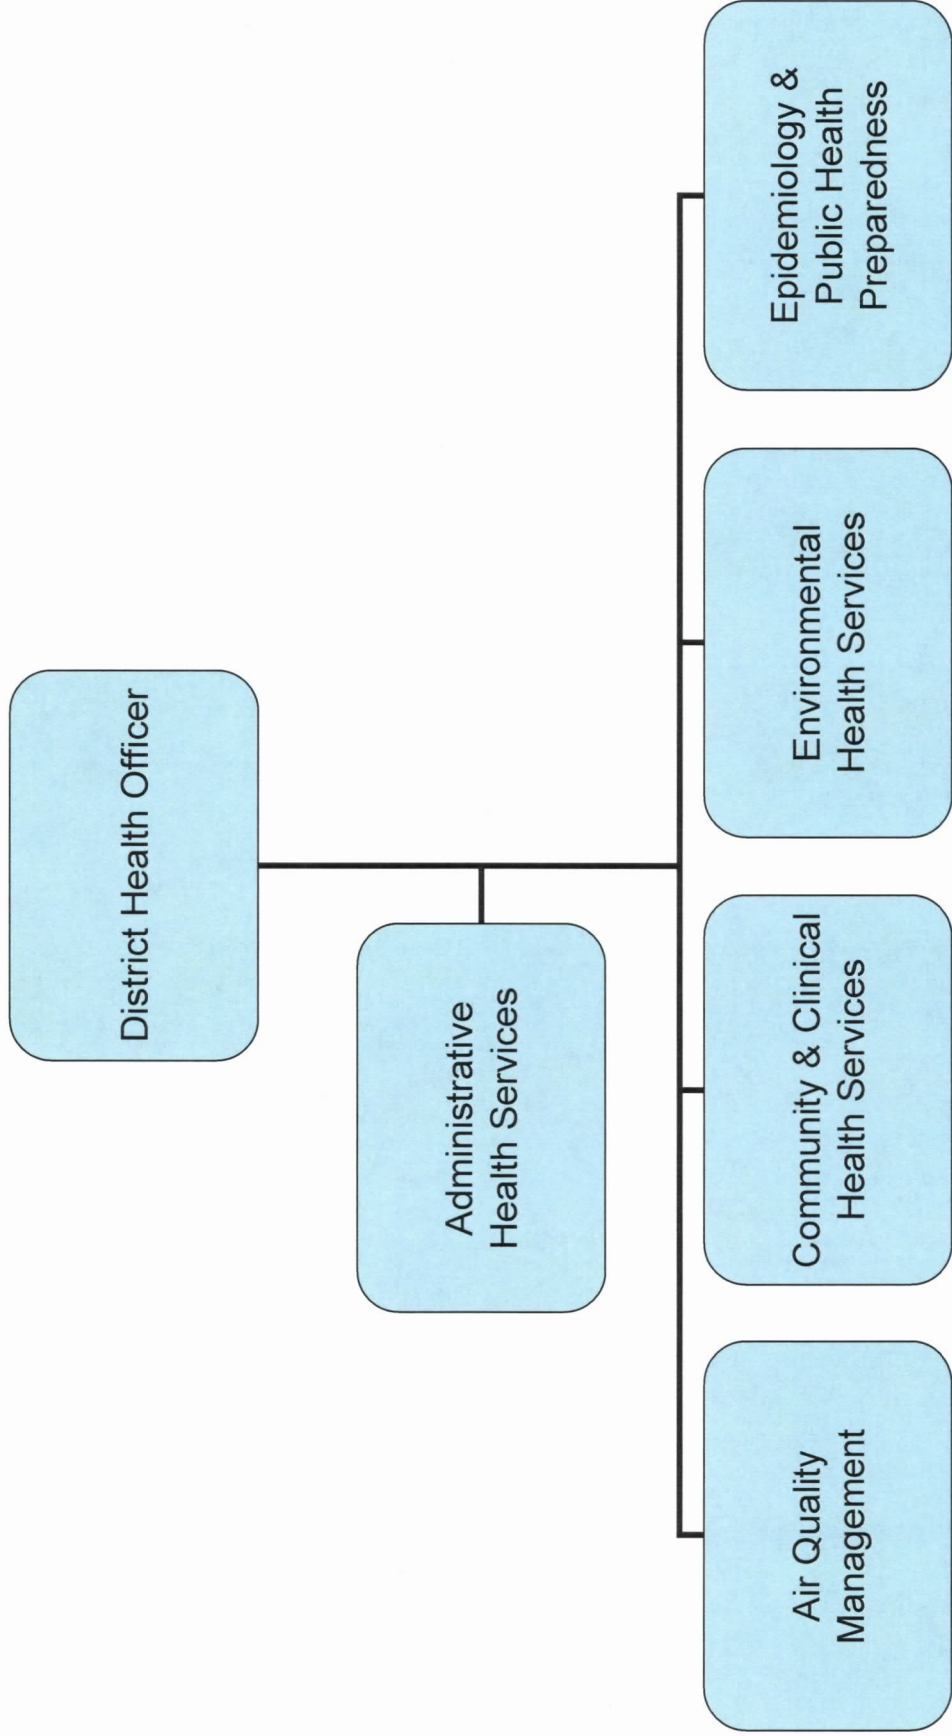 District Health Officer
Administrative
Health Services
Air Quality
Management
Community & Clinical
Health Services
Environmental
Health Services
Epidemiology &
Public Health
Preparedness